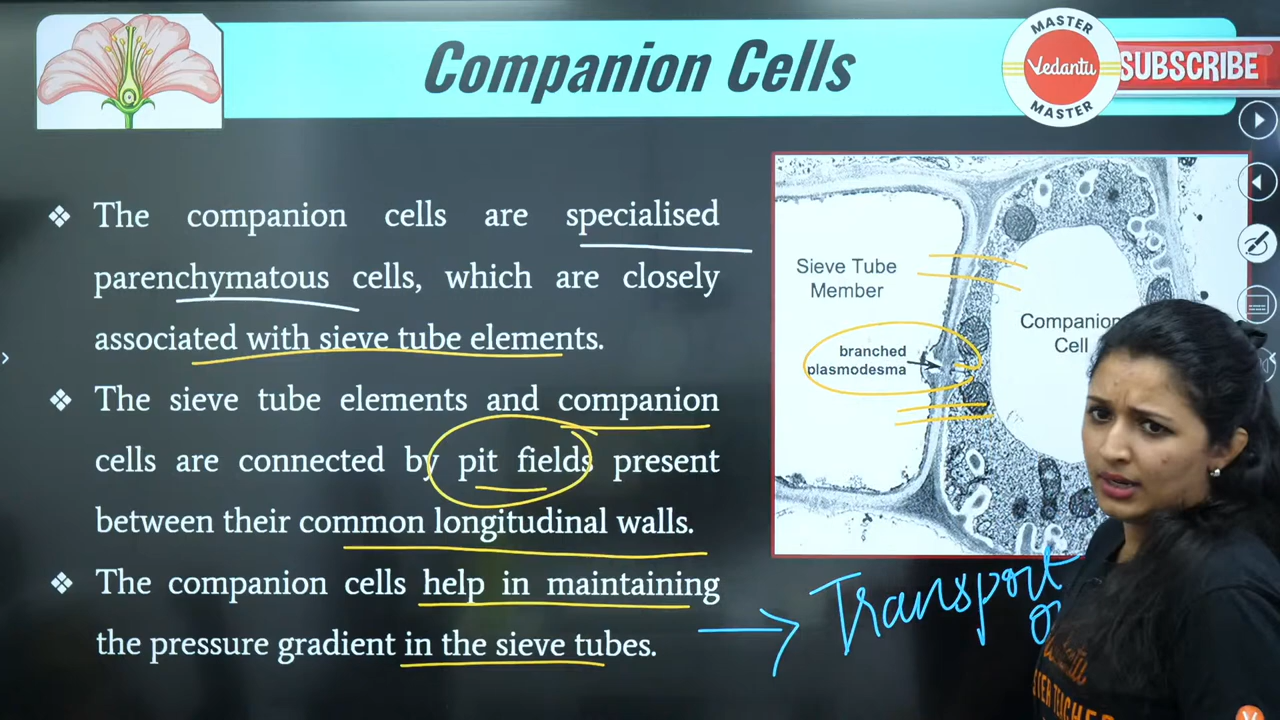 Companion Cells
MASTER
Vedantu
MASTER
SUBSCRIBE
❖ The companion cells are specialised
parenchymatous cells, which are closely
associated with sieve tube elements.
❖ The sieve tube elements and companion
cells are connected by pit fields present
between their common longitudinal walls.
❖ The companion cells help in maintaining
the pressure gradient in the sieve tubes.
Sieve Tube
Member
branched
plasmodesma
Companion
Cell
Transport